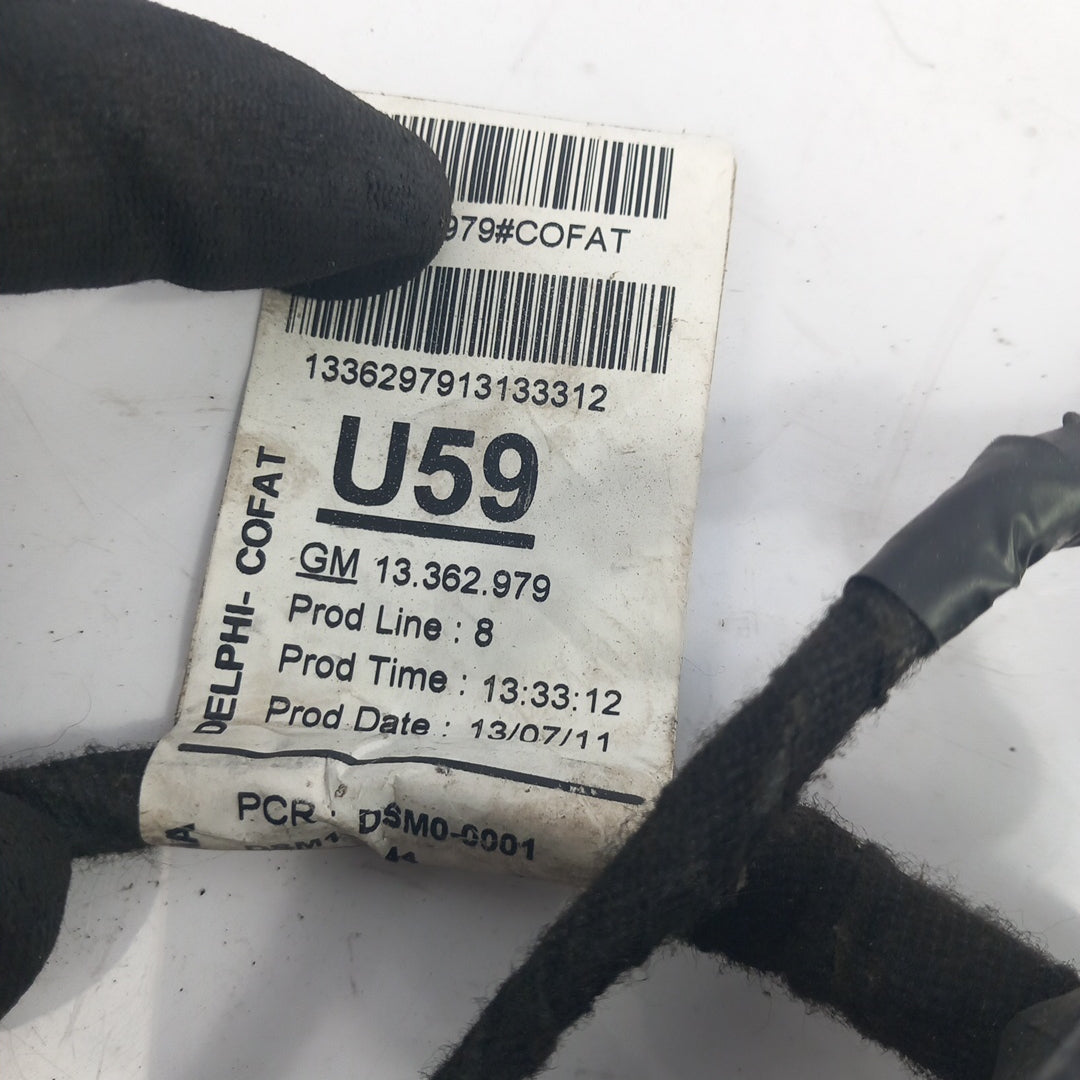 979#COFAT
1336297913133312
U59
DELPHI- COFAT
GM 13.362.979
Prod Line : 8
Prod Time : 13:33:12
Prod Date : 13/07/11
PCR : DSM0-0001